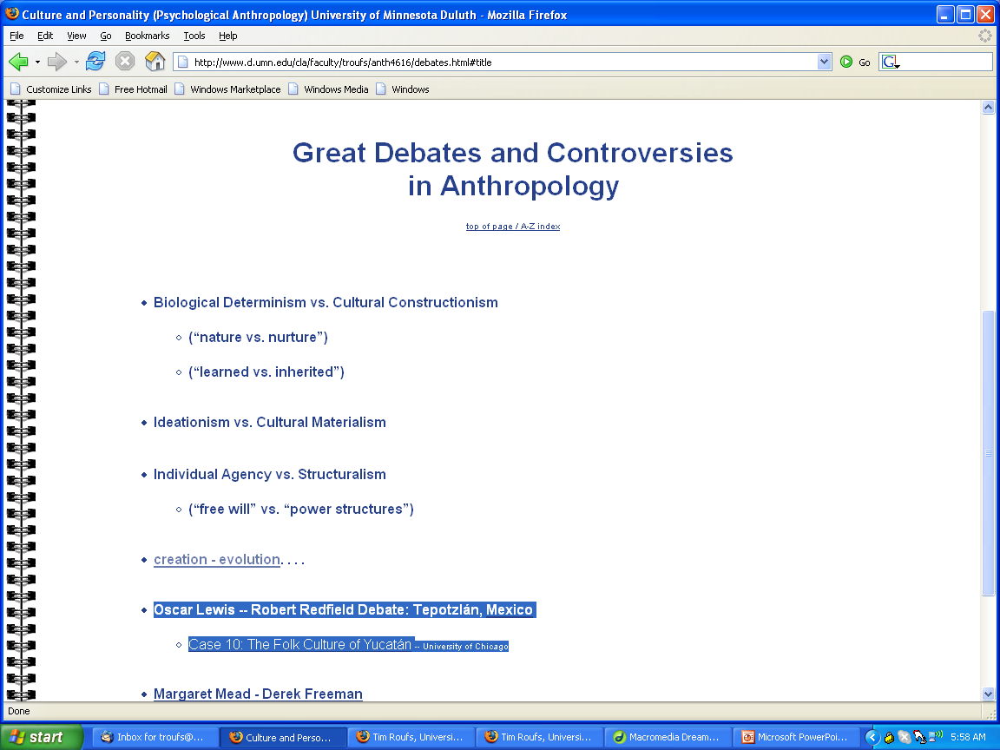 Culture and Personality (Psychological Anthropology) University of Minnesota Duluth - Mozilla Firefox
File Edit View Go Bookmarks Tools Help
http://www.d.umn.edu/cla/faculty/troufs/anth4616/debates.html#title Go G
Customize Links Free Hotmail Windows Marketplace Windows Media Windows
Great Debates and Controversies
in Anthropology
top of page / A-Z index
Biological Determinism vs. Cultural Constructionism
(“nature vs. nurture”)
(“learned vs. inherited”)
Ideationism vs. Cultural Materialism
Individual Agency vs. Structuralism
(“free will” vs. “power structures”)
creation - evolution. . . .
Oscar Lewis -- Robert Redfield Debate: Tepotzlán, Mexico
Case 10: The Folk Culture of Yucatán -- University of Chicago
Margaret Mead - Derek Freeman
Done
start Inbox for troufs@... Culture and Perso... Tim Roufs, Universi... Tim Roufs, Universi... Macromedia Dream... Microsoft PowerPoi... 5:58 AM